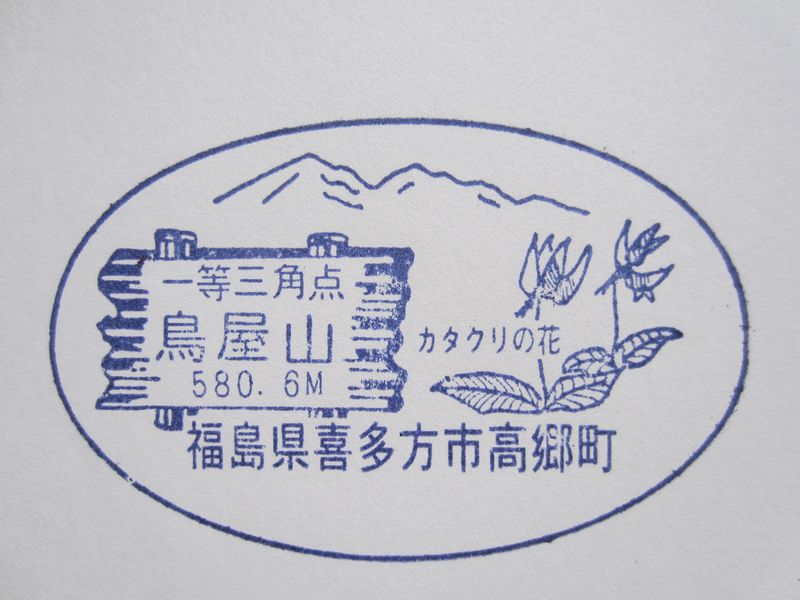 一等三角点
鳥屋山
580.6M
カタクリの花
福島県喜多方市高郷町